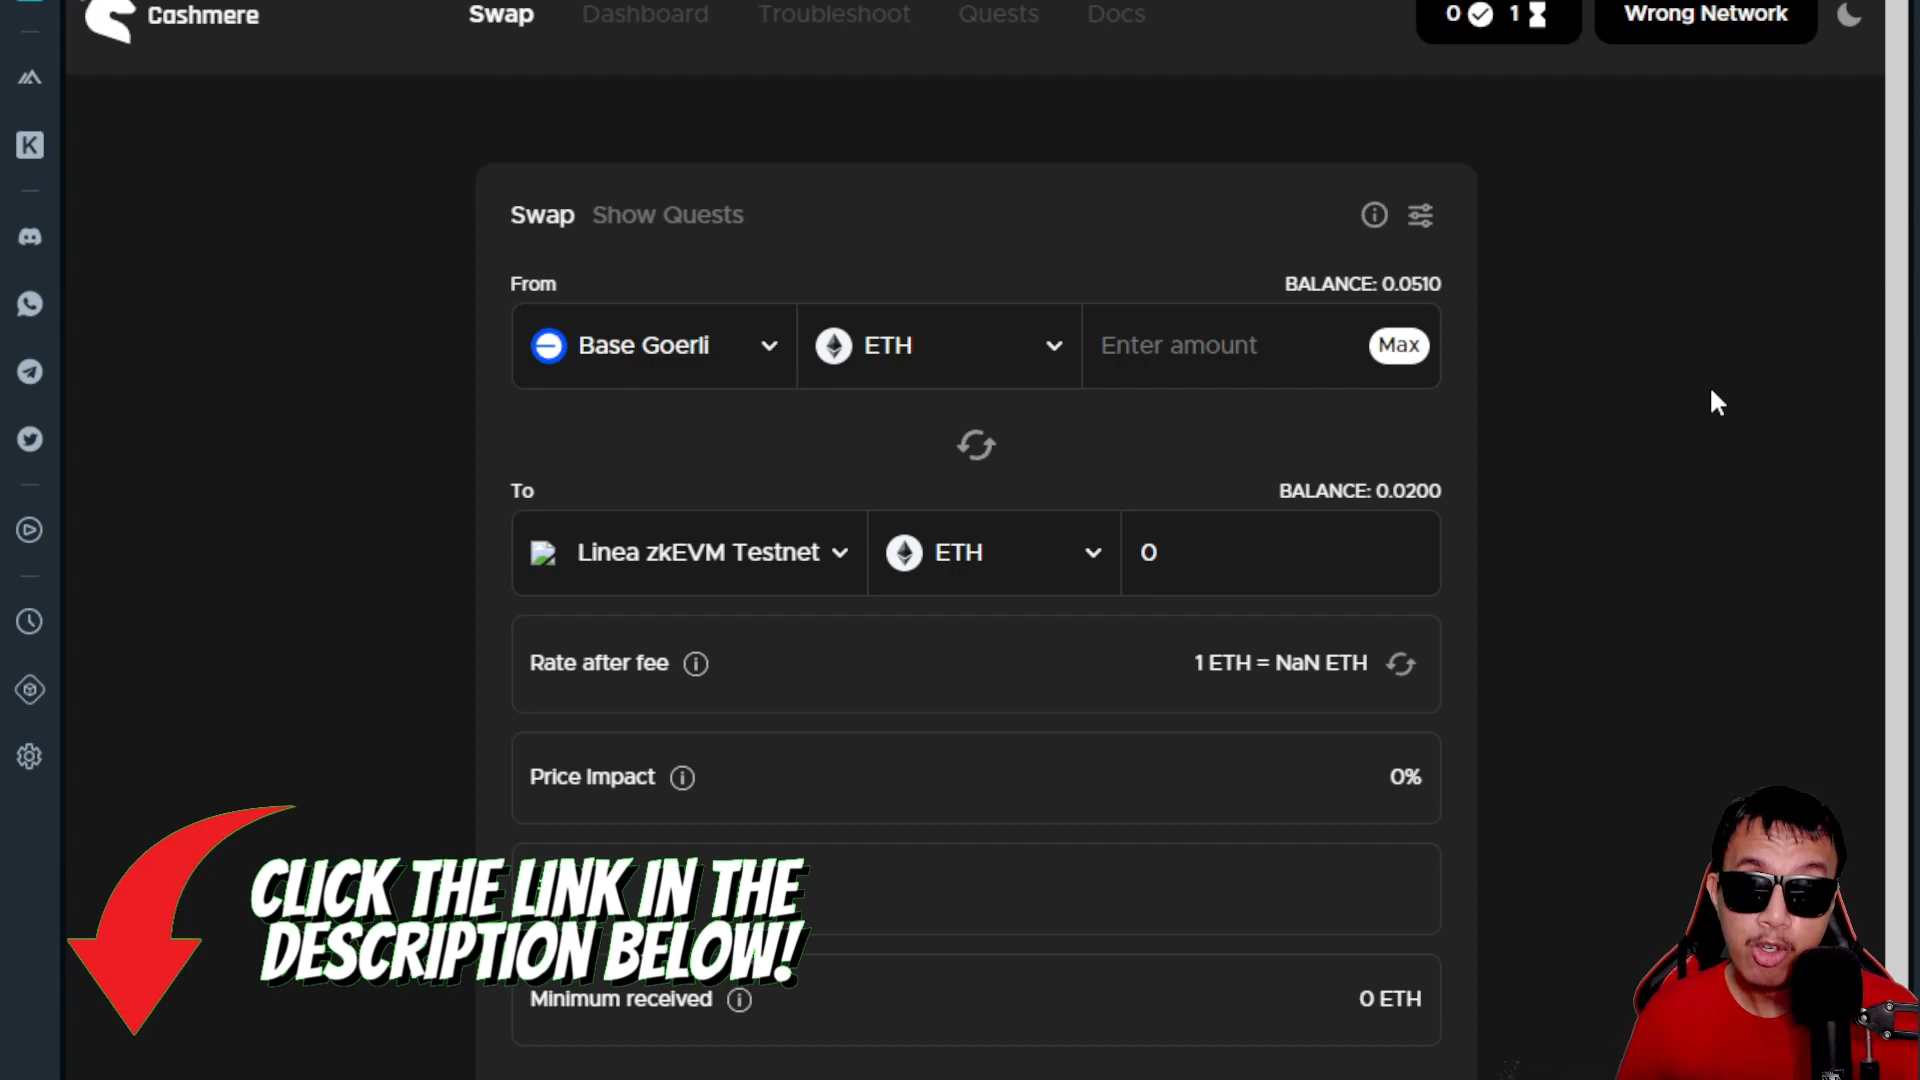 Cashmere
Swap
Dashboard
Troubleshoot
Quests
Docs
0 1
Wrong Network
K
Swap Show Quests
From
BALANCE: 0.0510
Base Goerli
ETH
Enter amount
Max
To
BALANCE: 0.0200
Linea zkEVM Testnet
ETH
0
Rate after fee
1 ETH = NaN ETH
Price Impact
0%
CLICK THE LINK IN THE
DESCRIPTION BELOW!
Minimum received
0 ETH